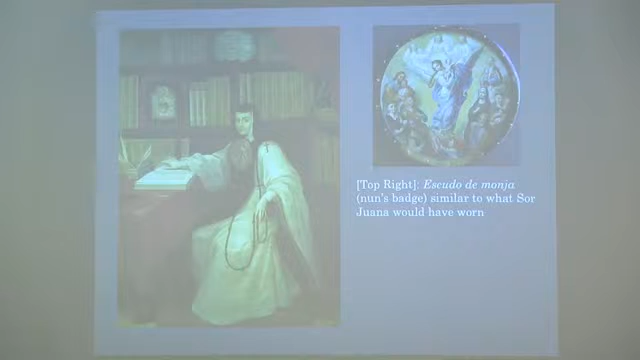 [Top Right]: Escudo de monja
(nun's badge) similar to what Sor
Juana would have worn